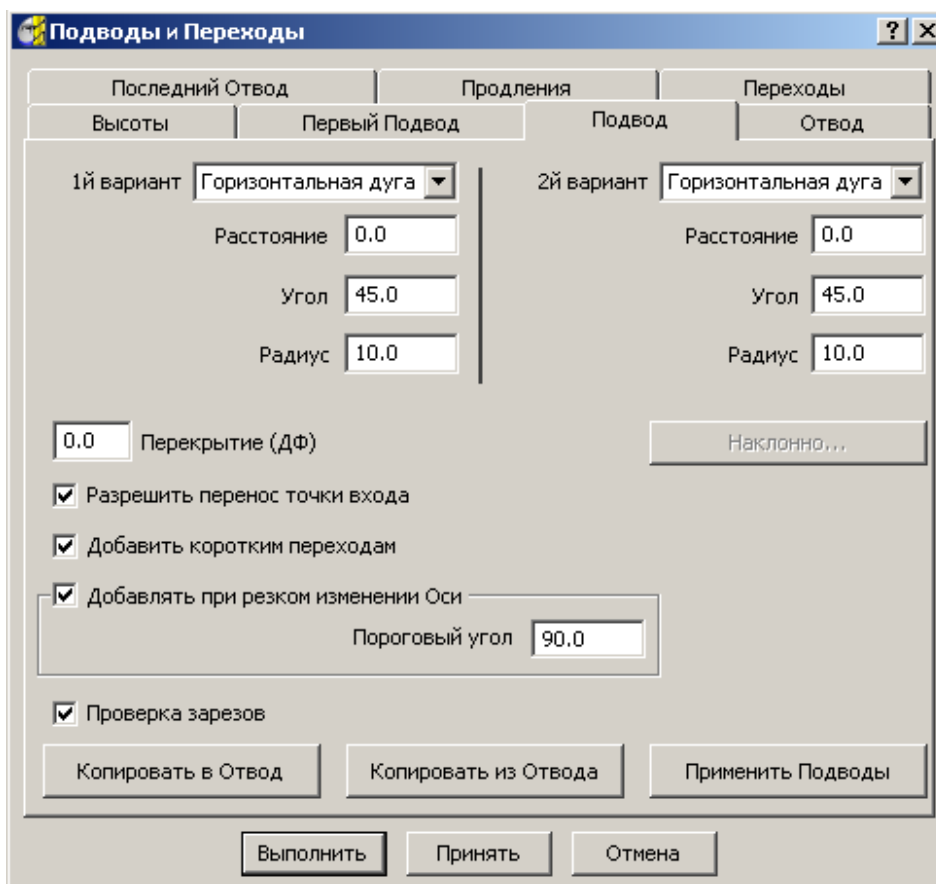 Подводы и Переходы
Последний Отвод Продления Переходы
Высоты Первый Подвод Подвод Отвод
1й вариант Горизонтальная дуга 2й вариант Горизонтальная дуга
Расстояние 0.0 Расстояние 0.0
Угол 45.0 Угол 45.0
Радиус 10.0 Радиус 10.0
0.0 Перекрытие (ДФ) Наклонно...
Разрешить перенос точки входа
Добавить коротким переходам
Добавлять при резком изменении Оси
Пороговый угол 90.0
Проверка зарезов
Копировать в Отвод Копировать из Отвода Применить Подводы
Выполнить Принять Отмена